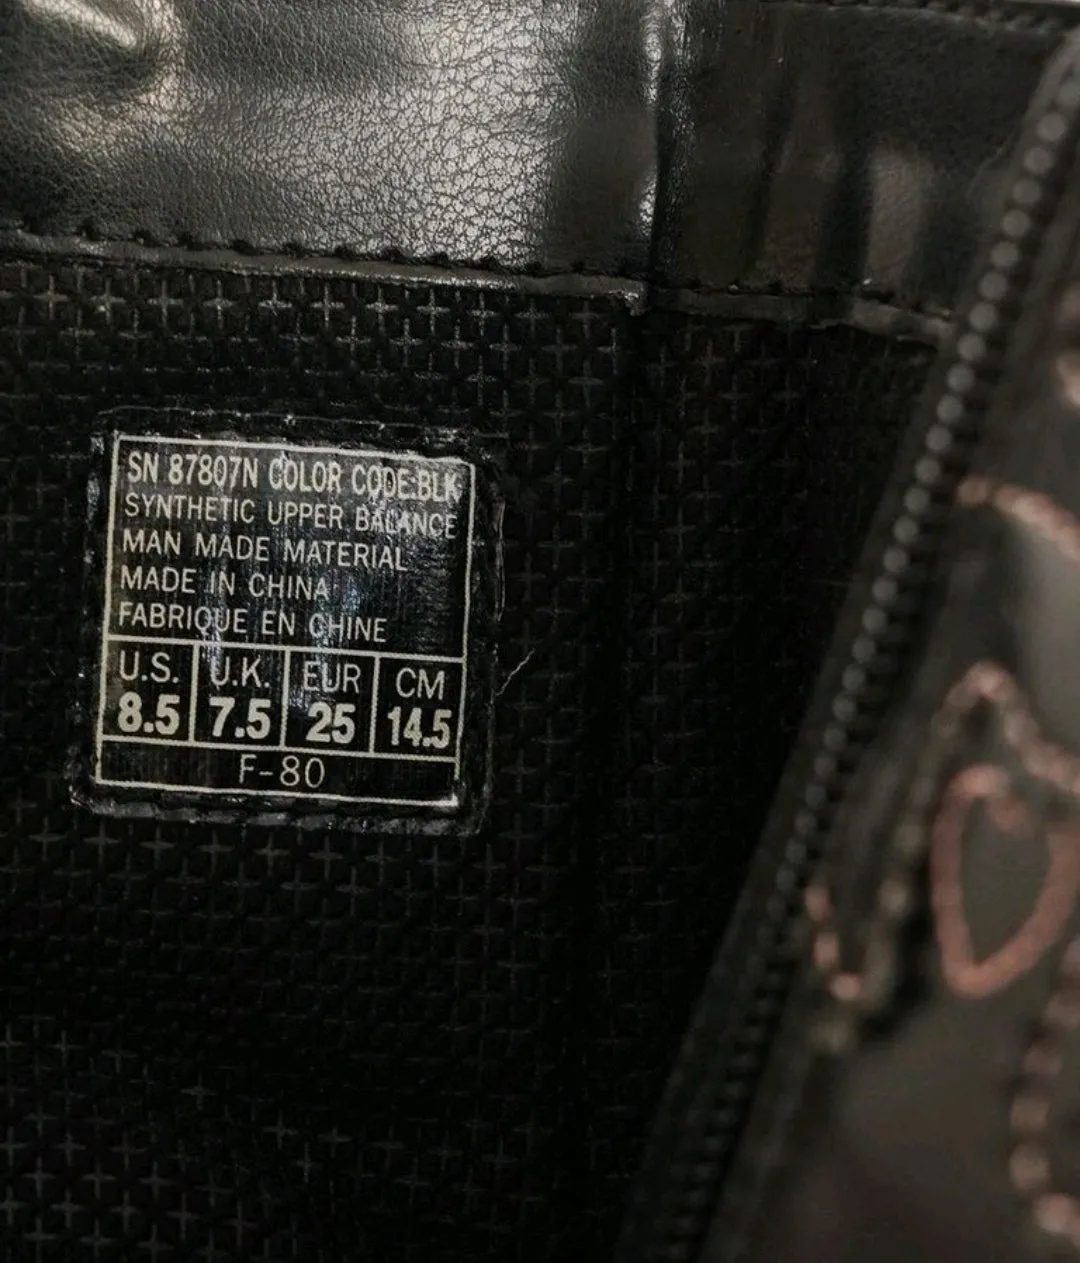 SN 87807N COLOR CODE:BLK
SYNTHETIC UPPER BALANCE
MAN MADE MATERIAL
MADE IN CHINA
FABRIQUE EN CHINE
U.S. U.K. EUR CM
8.5 7.5 25 14.5
F-80